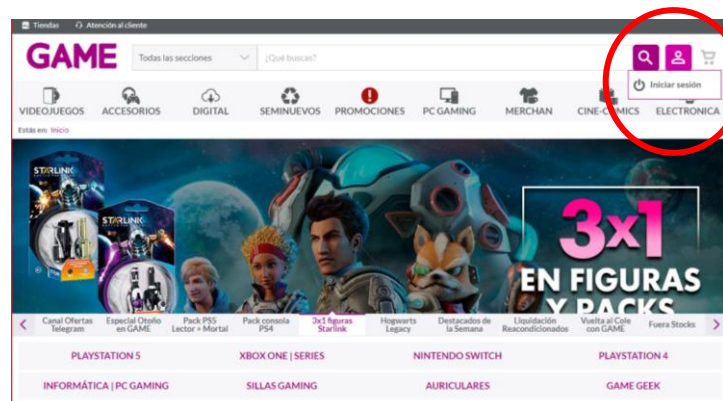 Tiendas Atención al cliente
GAME Todas las secciones ¿Qué buscas?
Iniciar sesión
VIDEOJUEGOS ACCESORIOS DIGITAL SEMINUEVOS PROMOCIONES PC GAMING MERCHAN CINE-COMICS ELECTRONICA
Estás en: Inicio
STARLINK
STARLINK
3x1
EN FIGURAS
Y PACKS
Canal Ofertas Telegram
Especial Otoño en GAME
Pack PS5 Lector + Mortal
Pack consola PS4
3x1 figuras Starlink
Hogwarts Legacy
Destacados de la Semana
Liquidación Reacondicionados
Vuelta al Cole con GAME
Fuera Stocks
PLAYSTATION 5 XBOX ONE | SERIES NINTENDO SWITCH PLAYSTATION 4
INFORMÁTICA | PC GAMING SILLAS GAMING AURICULARES GAME GEEK